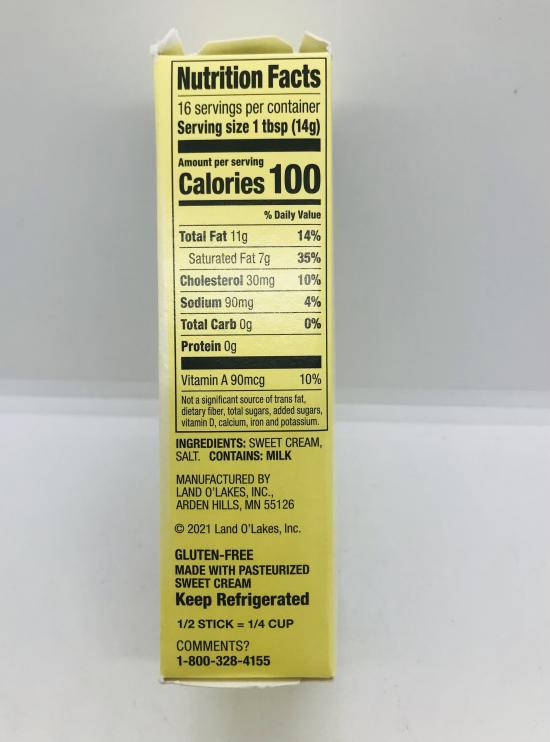 Nutrition Facts
16 servings per container
Serving size 1 tbsp (14g)
Amount per serving
Calories 100
% Daily Value
Total Fat 11g 14%
Saturated Fat 7g 35%
Cholesterol 30mg 10%
Sodium 90mg 4%
Total Carb 0g 0%
Protein 0g
Vitamin A 90mcg 10%
Not a significant source of trans fat,
dietary fiber, total sugars, added sugars,
vitamin D, calcium, iron and potassium.
INGREDIENTS: SWEET CREAM,
SALT. CONTAINS: MILK
MANUFACTURED BY
LAND O'LAKES, INC.,
ARDEN HILLS, MN 55126
© 2021 Land O'Lakes, Inc.
GLUTEN-FREE
MADE WITH PASTEURIZED
SWEET CREAM
Keep Refrigerated
1/2 STICK = 1/4 CUP
COMMENTS?
1-800-328-4155